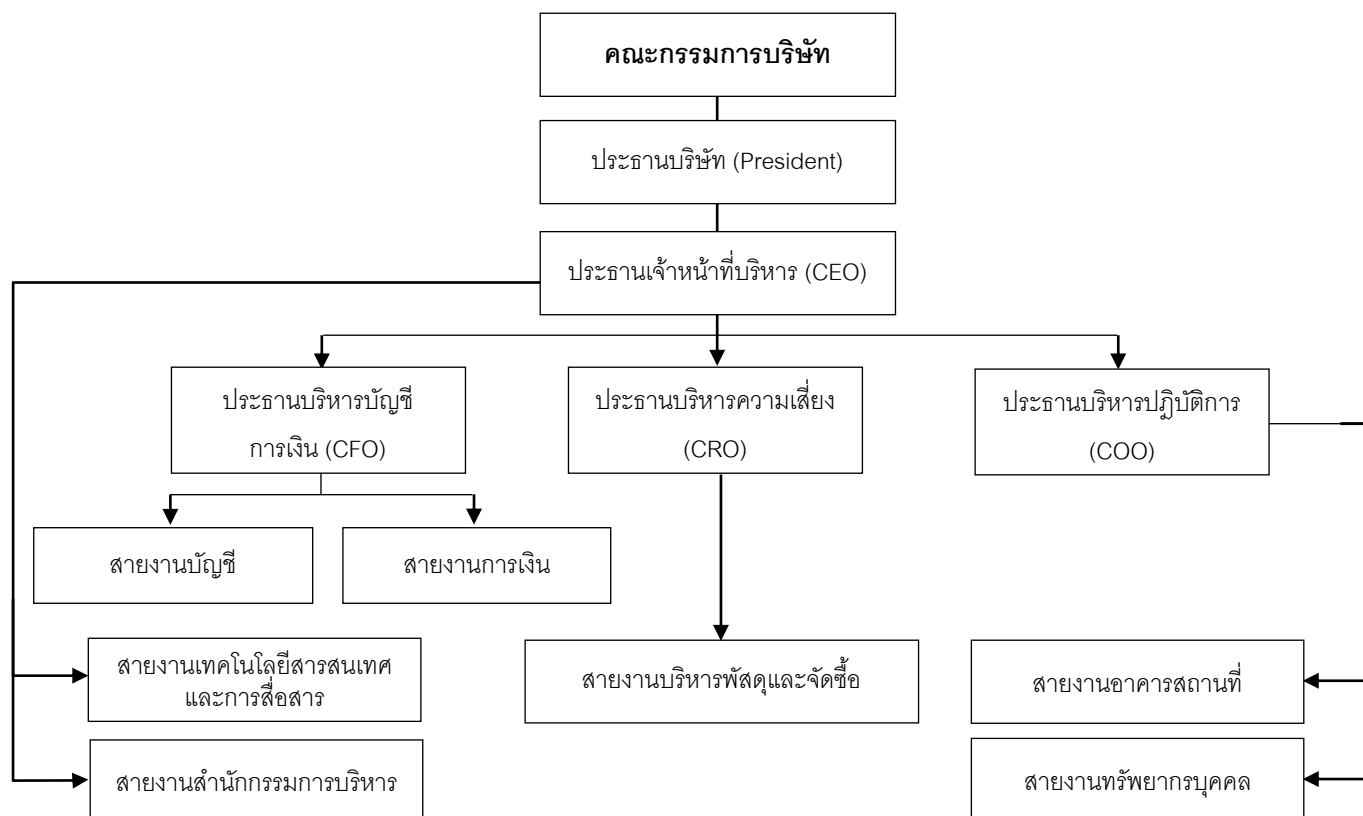 คณะกรรมการบริษัท
ประธานบริษัท (President)
ประธานเจ้าหน้าที่บริหาร (CEO)
ประธานบริหารบัญชี
การเงิน (CFO)
ประธานบริหารความเสี่ยง
(CRO)
ประธานบริหารปฏิบัติการ
(COO)
สายงานบัญชี
สายงานการเงิน
สายงานเทคโนโลยีสารสนเทศ
และการสื่อสาร
สายงานบริหารพัสดุและจัดซื้อ
สายงานอาคารสถานที่
สายงานสำนักกรรมการบริหาร
สายงานทรัพยากรบุคคล